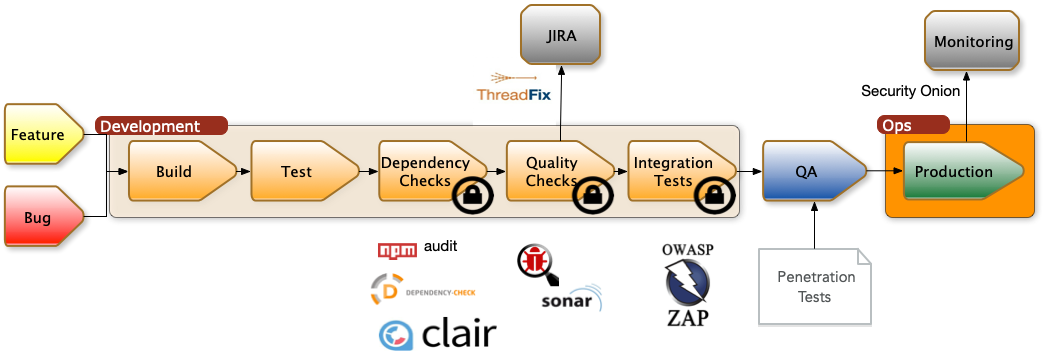 JIRA
Monitoring
ThreadFix
Security Onion
Feature
Development
Ops
Build
Test
Dependency
Checks
Quality
Checks
Integration
Tests
QA
Production
Bug
npm audit
OWASP
D DEPENDENCY-CHECK
sonar
Penetration
Tests
clair
ZAP